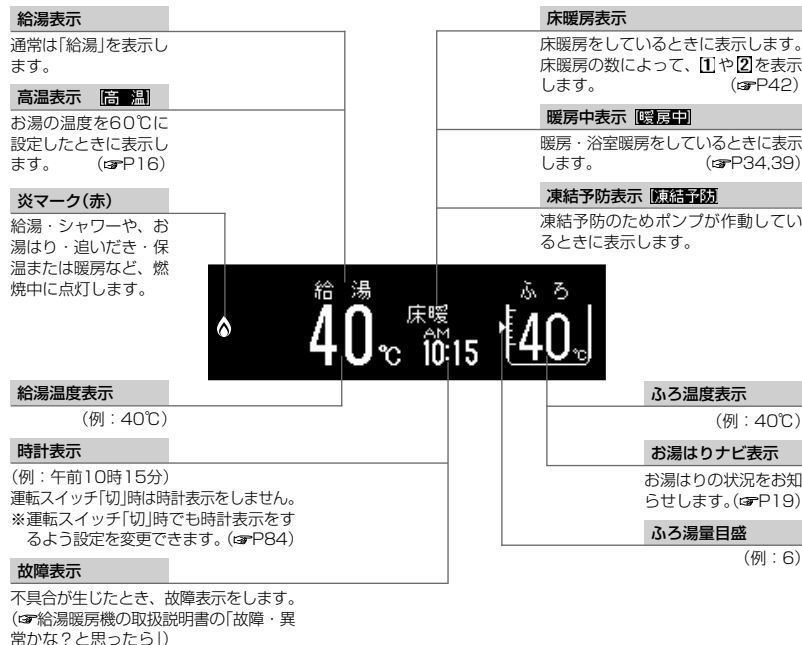 給湯表示
通常は「給湯」を表示し
ます。
高温表示 高 温
お湯の温度を60℃に
設定したときに表示し
ます。 (☞P16)
炎マーク(赤)
給湯・シャワーや、お
湯はり・追いだき・保
温または暖房など、燃
焼中に点灯します。
床暖房表示
床暖房をしているときに表示します。
床暖房の数によって、1や2を表示
します。 (☞P42)
暖房中表示 暖房中
暖房・浴室暖房をしているときに表示
します。 (☞P34,39)
凍結予防表示 凍結予防
凍結予防のためポンプが作動してい
るときに表示します。
給 湯
40℃
床暖
AM
10:15
ふ ろ
40℃
給湯温度表示
(例：40℃)
時計表示
(例：午前10時15分)
運転スイッチ「切」時は時計表示をしません。
※運転スイッチ「切」時でも時計表示をす
るよう設定を変更できます。(☞P84)
故障表示
不具合が生じたとき、故障表示をします。
(☞給湯暖房機の取扱説明書の「故障・異
常かな？と思ったら」)
ふろ温度表示
(例：40℃)
お湯はりナビ表示
お湯はりの状況をお知
らせします。(☞P19)
ふろ湯量目盛
(例：6)